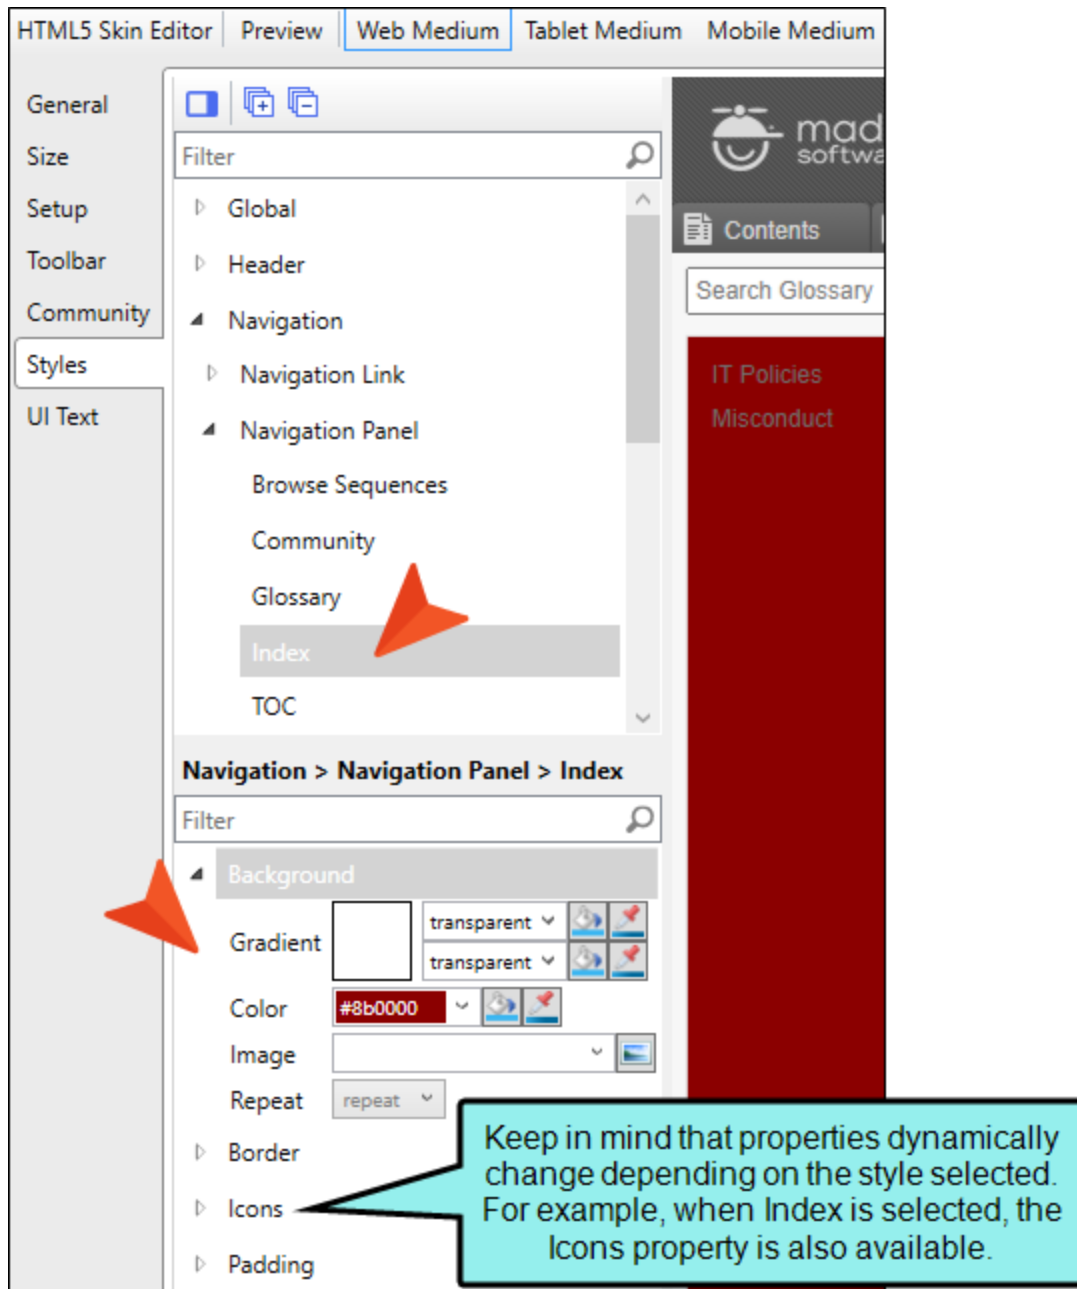 HTML5 Skin Editor Preview Web Medium Tablet Medium Mobile Medium
General
Size
Setup
Toolbar
Community
Styles
UI Text
Filter
Global
Header
Navigation
Navigation Link
Navigation Panel
Browse Sequences
Community
Glossary
Index
TOC
Navigation > Navigation Panel > Index
Filter
Background
Gradient
transparent
transparent
Color #8b0000
Image
Repeat repeat
Border
Icons
Padding
mad
softwa
Contents
Search Glossary
IT Policies
Misconduct
Keep in mind that properties dynamically
change depending on the style selected.
For example, when Index is selected, the
Icons property is also available.